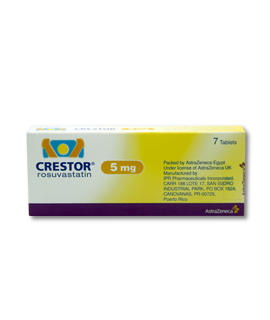 7 Tablets
CRESTOR®
rosuvastatin
5 mg
Packed by AstraZeneca Egypt
Under license of AstraZeneca UK
Manufactured by
IPR Pharmaceuticals Incorporated
CARR 188 LOTE 17, SAN ISIDRO
INDUSTRIAL PARK, PO BOX 1624,
CANOVANAS, PR-00729,
Puerto Rico
AstraZeneca